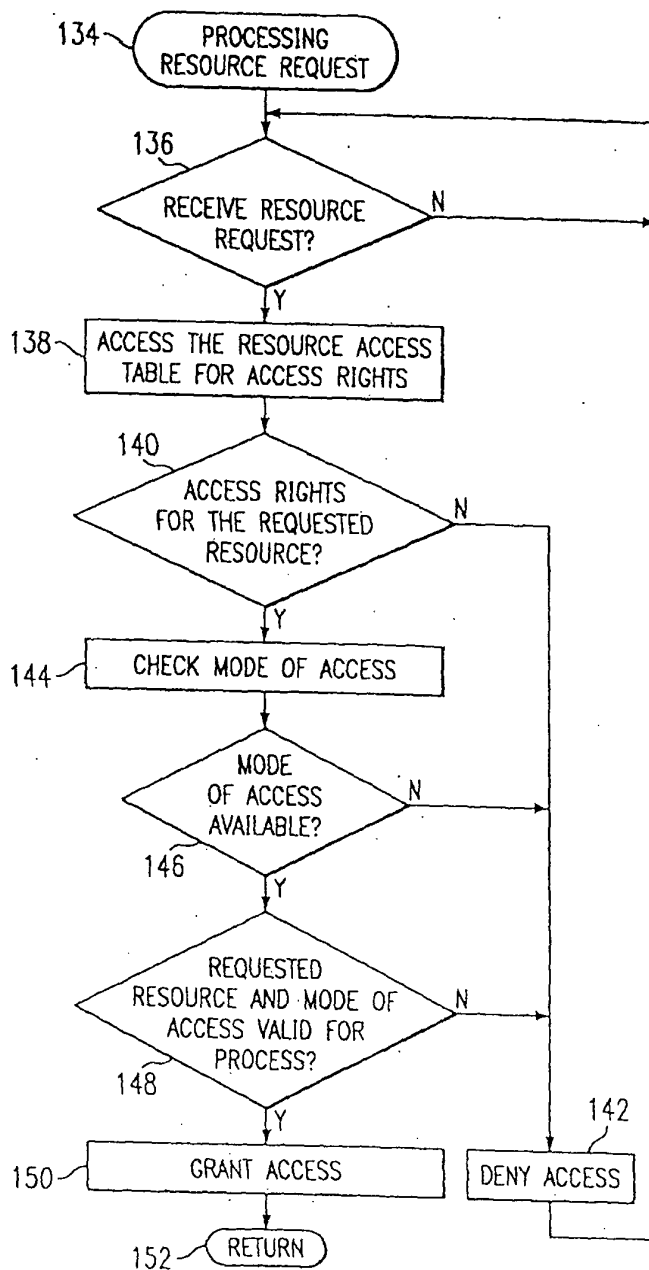 134
PROCESSING
RESOURCE REQUEST
136
RECEIVE RESOURCE
REQUEST?
N
Y
138
ACCESS THE RESOURCE ACCESS
TABLE FOR ACCESS RIGHTS
140
ACCESS RIGHTS
FOR THE REQUESTED
RESOURCE?
N
Y
144
CHECK MODE OF ACCESS
MODE
OF ACCESS
AVAILABLE?
N
146
Y
REQUESTED
RESOURCE AND MODE OF
ACCESS VALID FOR
PROCESS?
N
148
Y
142
150
GRANT ACCESS
DENY ACCESS
152
RETURN